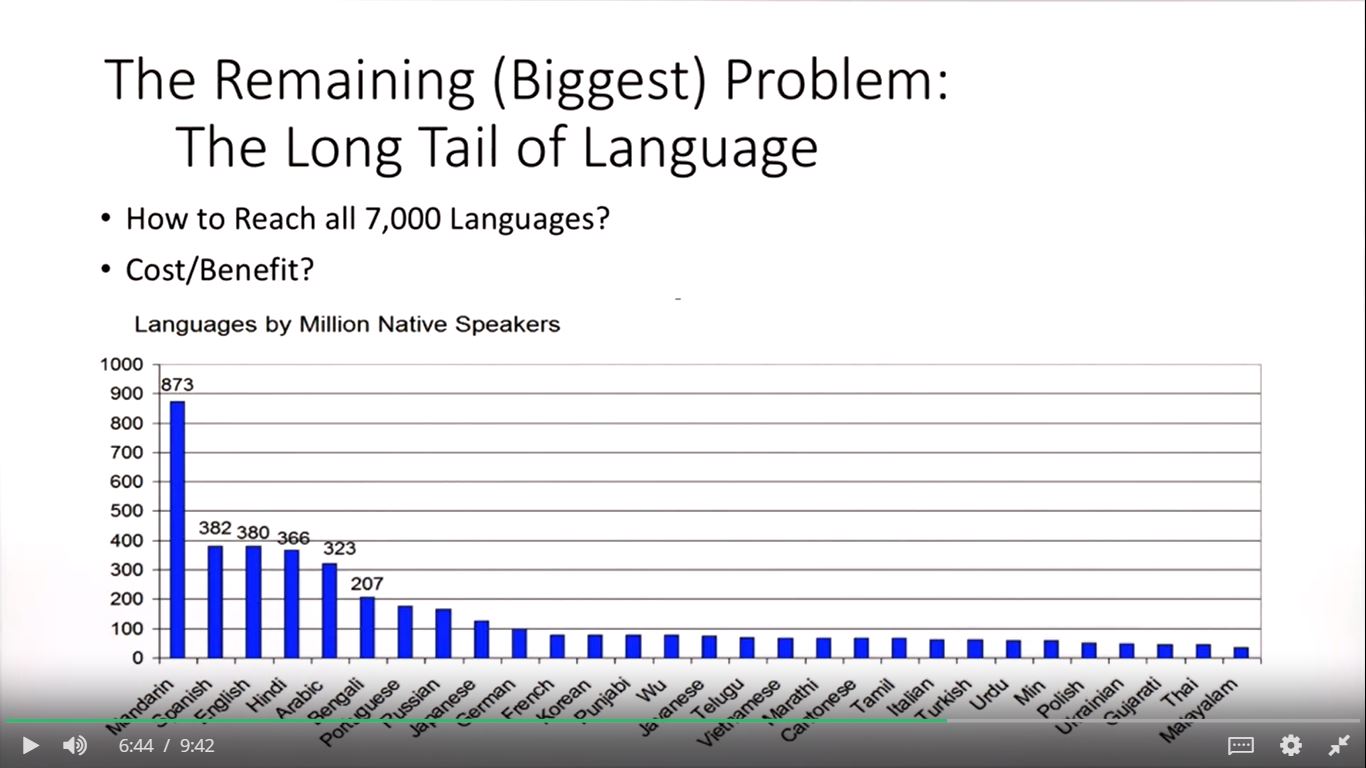 The Remaining (Biggest) Problem:
The Long Tail of Language
• How to Reach all 7,000 Languages?
• Cost/Benefit?
Languages by Million Native Speakers
1000
900
800
700
600
500
400
300
200
100
0
873
382
380
366
323
207
Mandarin
Spanish
English
Hindi
Arabic
Bengali
Portuguese
Russian
Japanese
German
French
Korean
Punjabi
Wu
Javanese
Telugu
Vietnamese
Marathi
Cantonese
Tamil
Italian
Turkish
Urdu
Min
Polish
Ukrainian
Gujarati
Thai
Malayalam
6:44 / 9:42